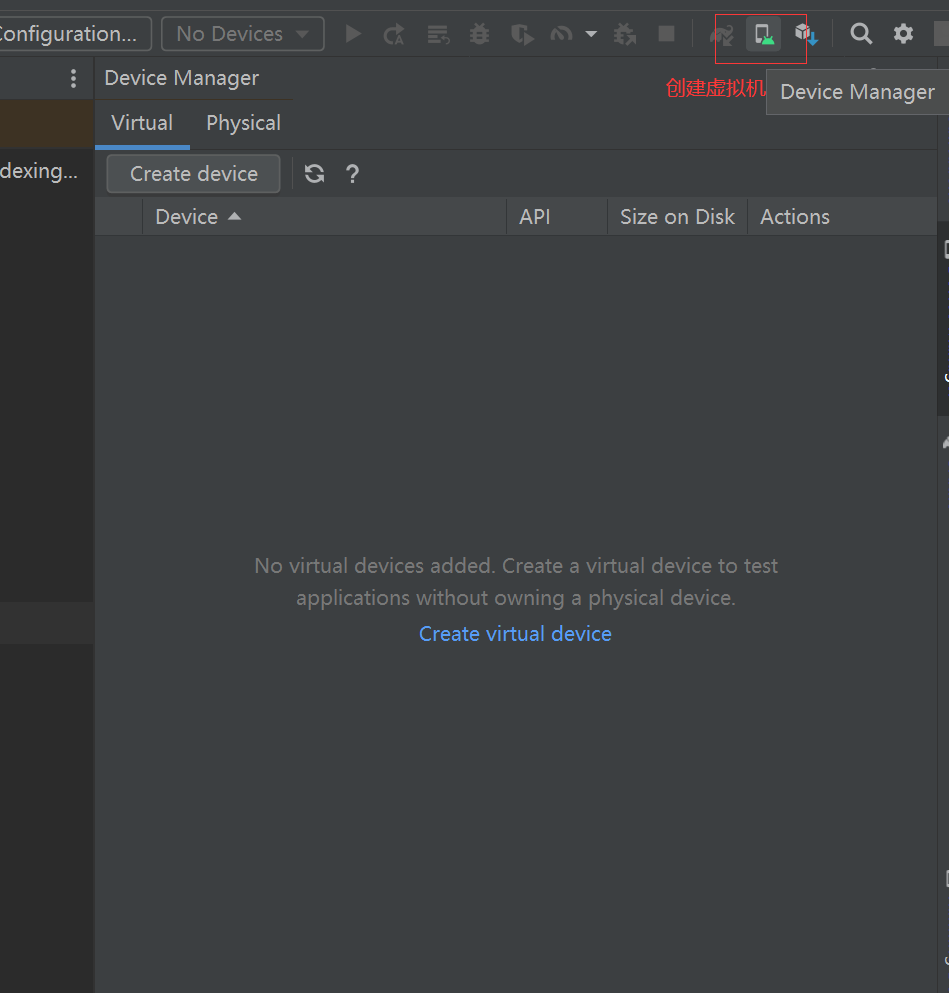 onfiguration...
No Devices
Device Manager
创建虚拟机
Device Manager
Virtual
Physical
dexing...
Create device
?
Device
API
Size on Disk
Actions
No virtual devices added. Create a virtual device to test
applications without owning a physical device.
Create virtual device